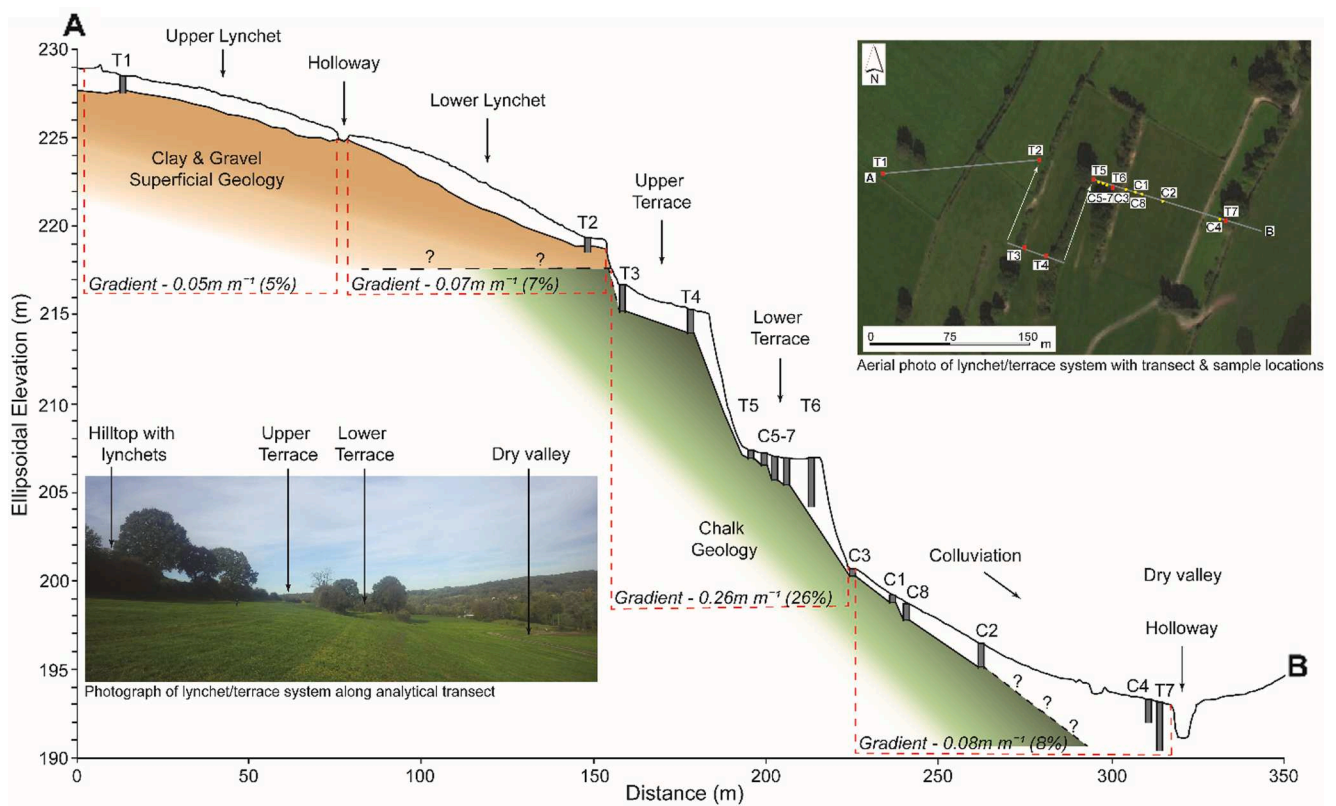 A
Upper Lynchet
T1
Holloway
Lower Lynchet
Clay & Gravel
Superficial Geology
T2
Upper
Terrace
?
?
T3
T4
Gradient - 0.05m m⁻¹ (5%)
Gradient - 0.07m m⁻¹ (7%)
Lower
Terrace
T5
T6
C5-7
Chalk
Geology
C3
C1
C8
Colluviation
Dry valley
Holloway
Gradient - 0.26m m⁻¹ (26%)
C2
?
?
?
C4
T7
B
Gradient - 0.08m m⁻¹ (8%)
230
225
220
215
210
205
200
195
190
Ellipsoidal Elevation (m)
0
50
100
150
200
250
300
350
Distance (m)
N
T1
A
T2
T5
T6
C1
C2
C5-7
C3
C8
T7
C4
B
T3
T4
0
75
150
m
Aerial photo of lynchet/terrace system with transect & sample locations
Hilltop with
lynchets
Upper
Terrace
Lower
Terrace
Dry valley
Photograph of lynchet/terrace system along analytical transect